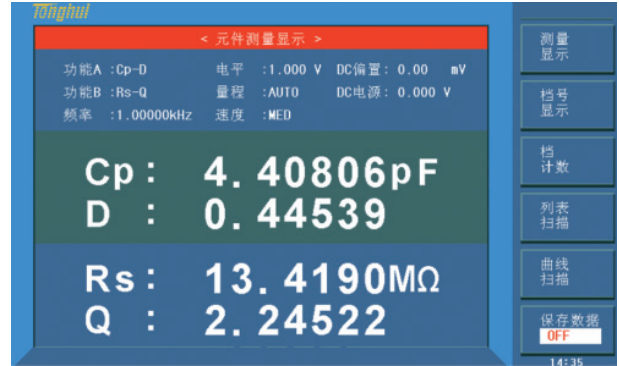 Tonghui
< 元件测量显示 >
功能A :Cp-D 电平 :1.000 V DC偏置: 0.00 mV
功能B :Rs-Q 量程 :AUTO DC电源: 0.000 V
频率 :1.00000kHz 速度 :MED
Cp: 4.40806pF
D : 0.44539
Rs: 13.4190MΩ
Q : 2.24522
测量
显示
档号
显示
档
计数
列表
扫描
曲线
扫描
保存数据
OFF
14:35